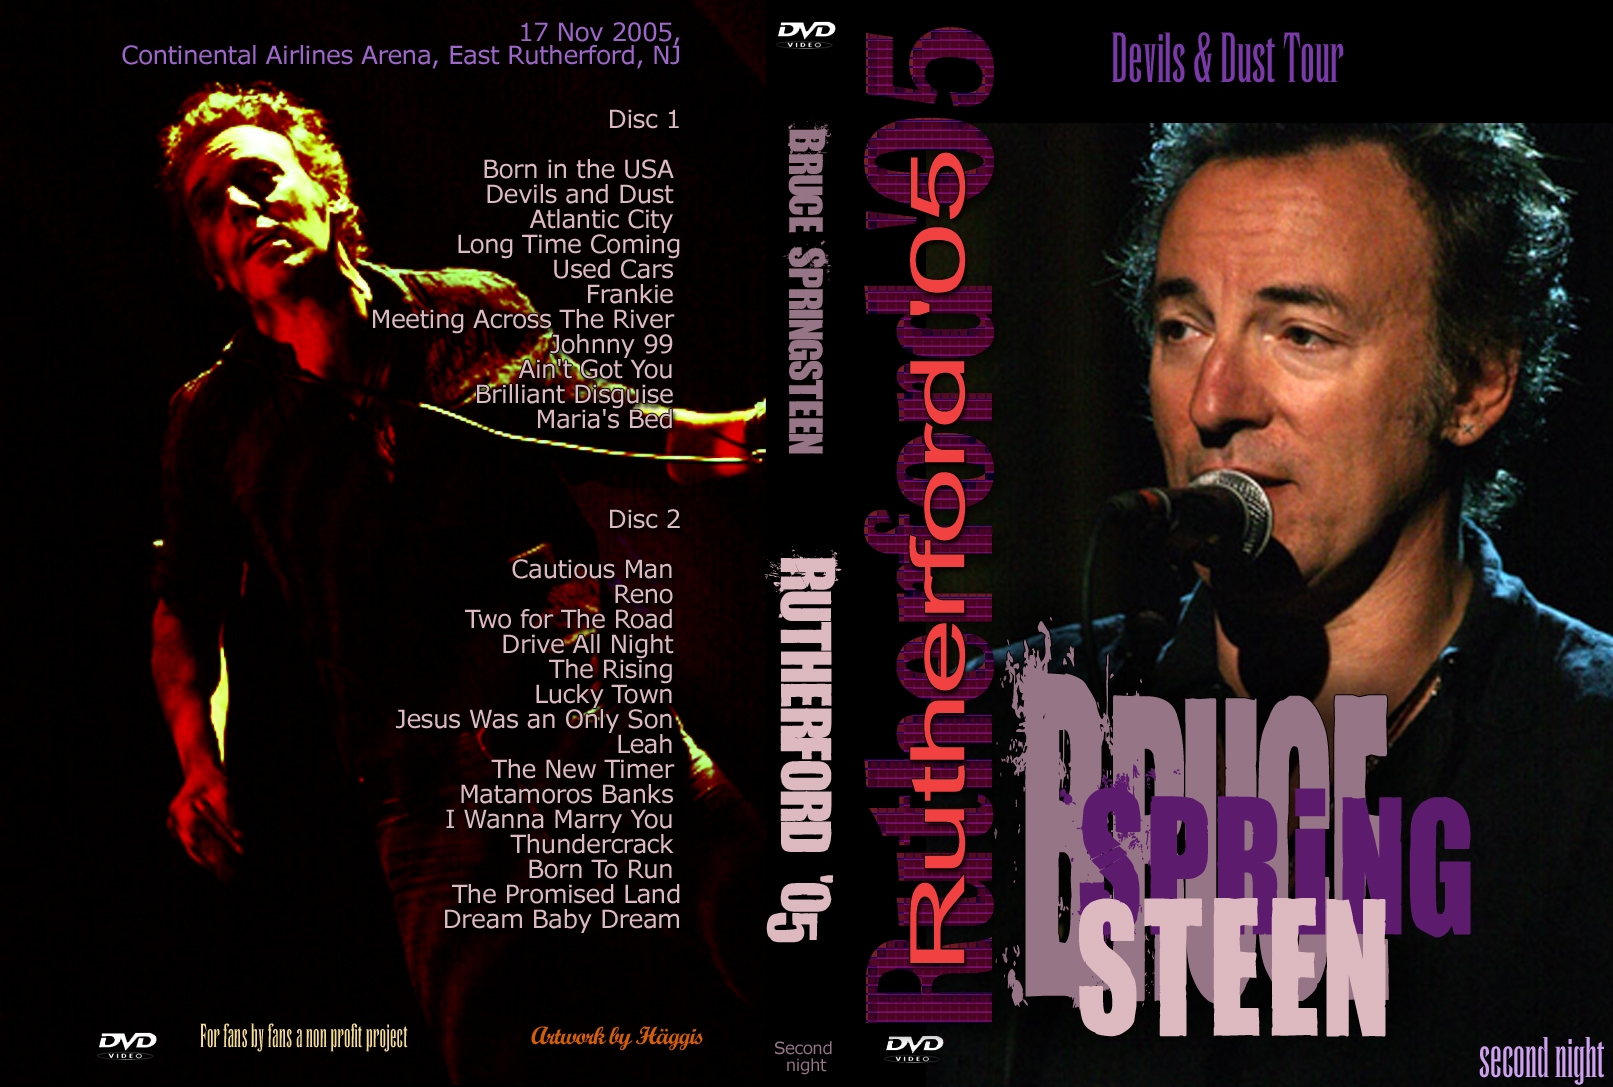 17 Nov 2005,
Continental Airlines Arena, East Rutherford, NJ
Disc 1
Born in the USA
Devils and Dust
Atlantic City
Long Time Coming
Used Cars
Frankie
Meeting Across The River
Johnny 99
Ain't Got You
Brilliant Disguise
Maria's Bed
Disc 2
Cautious Man
Reno
Two for The Road
Drive All Night
The Rising
Lucky Town
Jesus Was an Only Son
Leah
The New Timer
Matamoros Banks
I Wanna Marry You
Thundercrack
Born To Run
The Promised Land
Dream Baby Dream
DVD
VIDEO
For fans by fans a non profit project
Artwork by Häggis
DVD
VIDEO
BRUCE SPRINGSTEEN
RUTHERFORD '05
Second
night
Rutherford'05
Rutherford'05
DVD
VIDEO
Devils & Dust Tour
BRUCE
SPRiNG
STEEN
second night